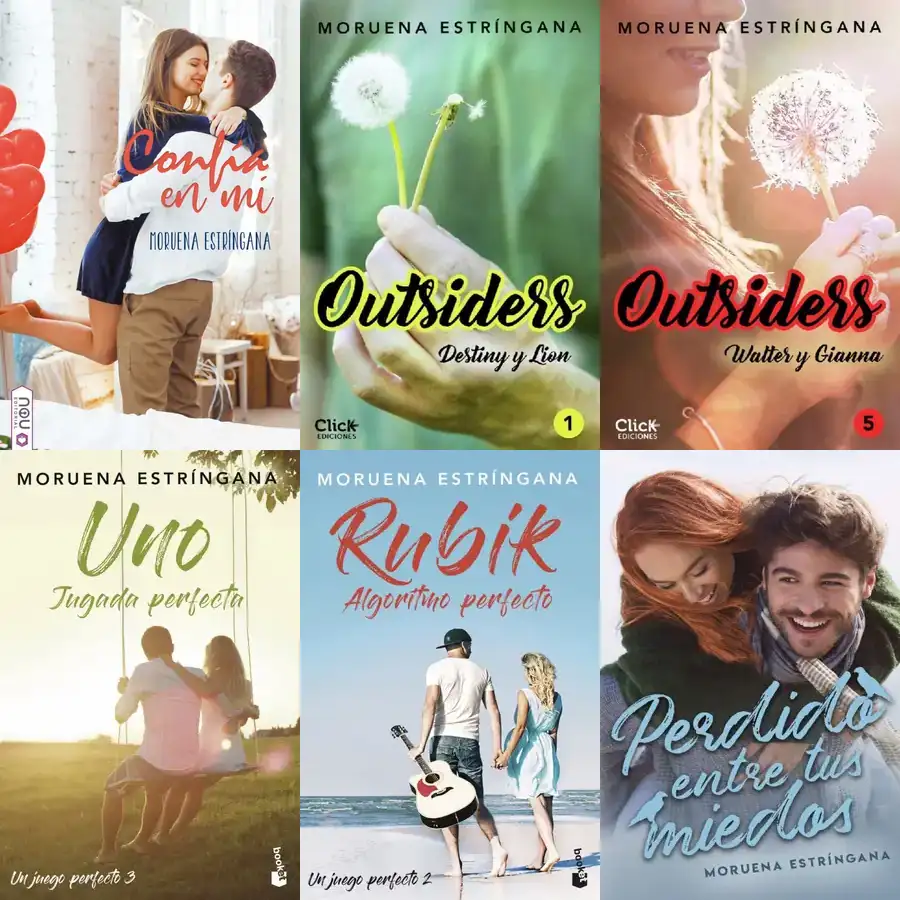 Confía
en mí
MORUENA ESTRÍNGANA
nou
EDITORIAL
MORUENA ESTRÍNGANA
Outsiders
Destiny y Lion
Click
EDICIONES
1
MORUENA ESTRÍNGANA
Outsiders
Walter y Gianna
Click
EDICIONES
5
MORUENA ESTRÍNGANA
Uno
Jugada perfecta
Un juego perfecto 3
booket
MORUENA ESTRÍNGANA
Rubik
Algoritmo perfecto
Un juego perfecto 2
booket
Perdido
entre tus
miedos
MORUENA ESTRÍNGANA